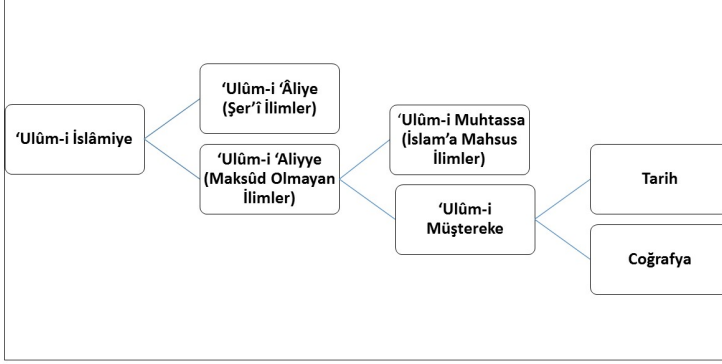 ‘Ulûm-i İslâmiye
‘Ulûm-i ‘Âliye
(Şer’î İlimler)
‘Ulûm-i ‘Aliyye
(Maksûd Olmayan
İlimler)
‘Ulûm-i Muhtassa
(İslam’a Mahsus
İlimler)
‘Ulûm-i
Müştereke
Tarih
Coğrafya